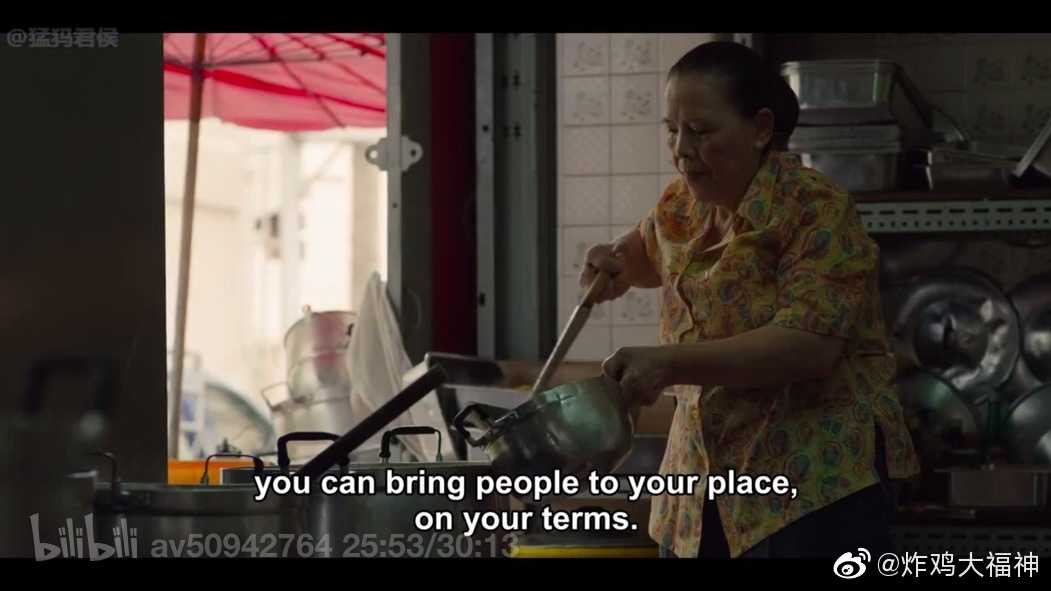 @猛犸君侯
you can bring people to your place,
on your terms.
bilibili av50942764 25:53/30:13
@炸鸡大福神